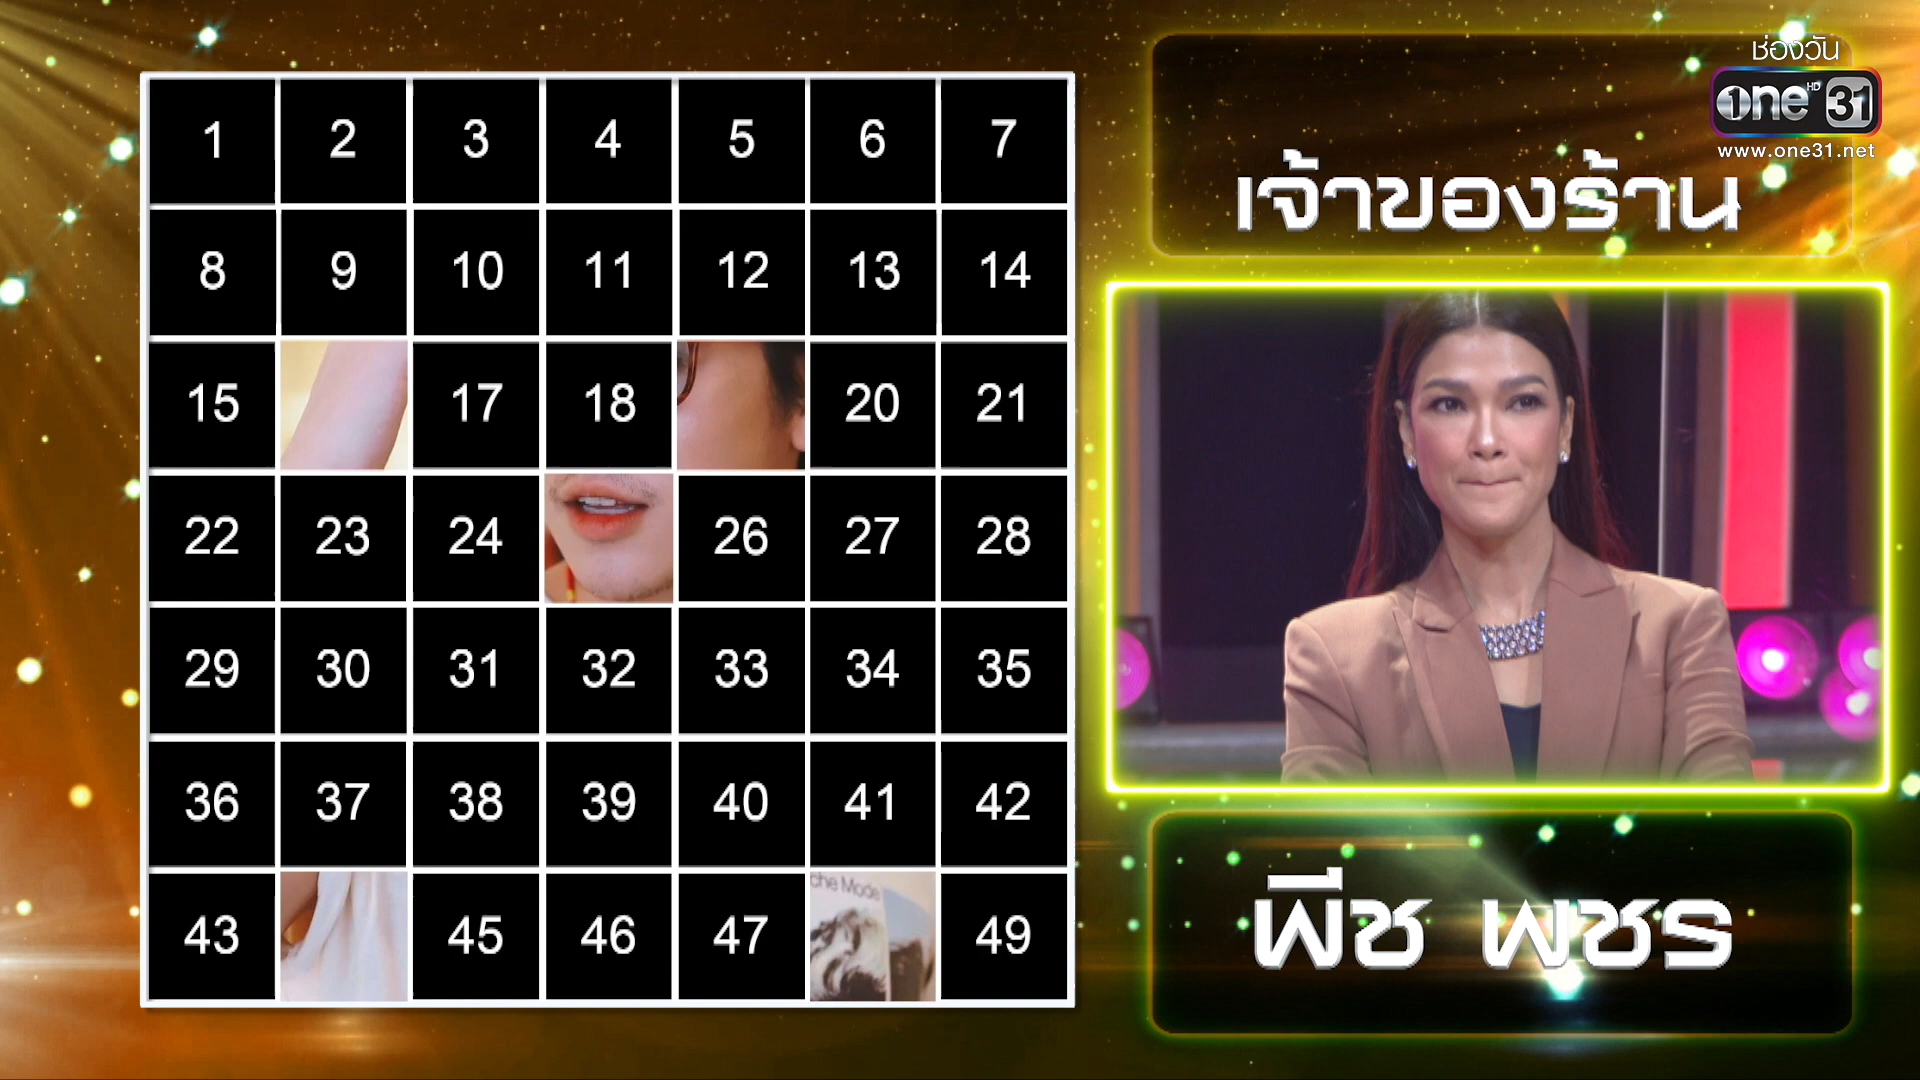 ช่องวัน
one HD 31
www.one31.net
เจ้าของร้าน
1 2 3 4 5 6 7
8 9 10 11 12 13 14
15 17 18 20 21
22 23 24 26 27 28
29 30 31 32 33 34 35
36 37 38 39 40 41 42
che Mode
43 45 46 47 49
พีช พชร